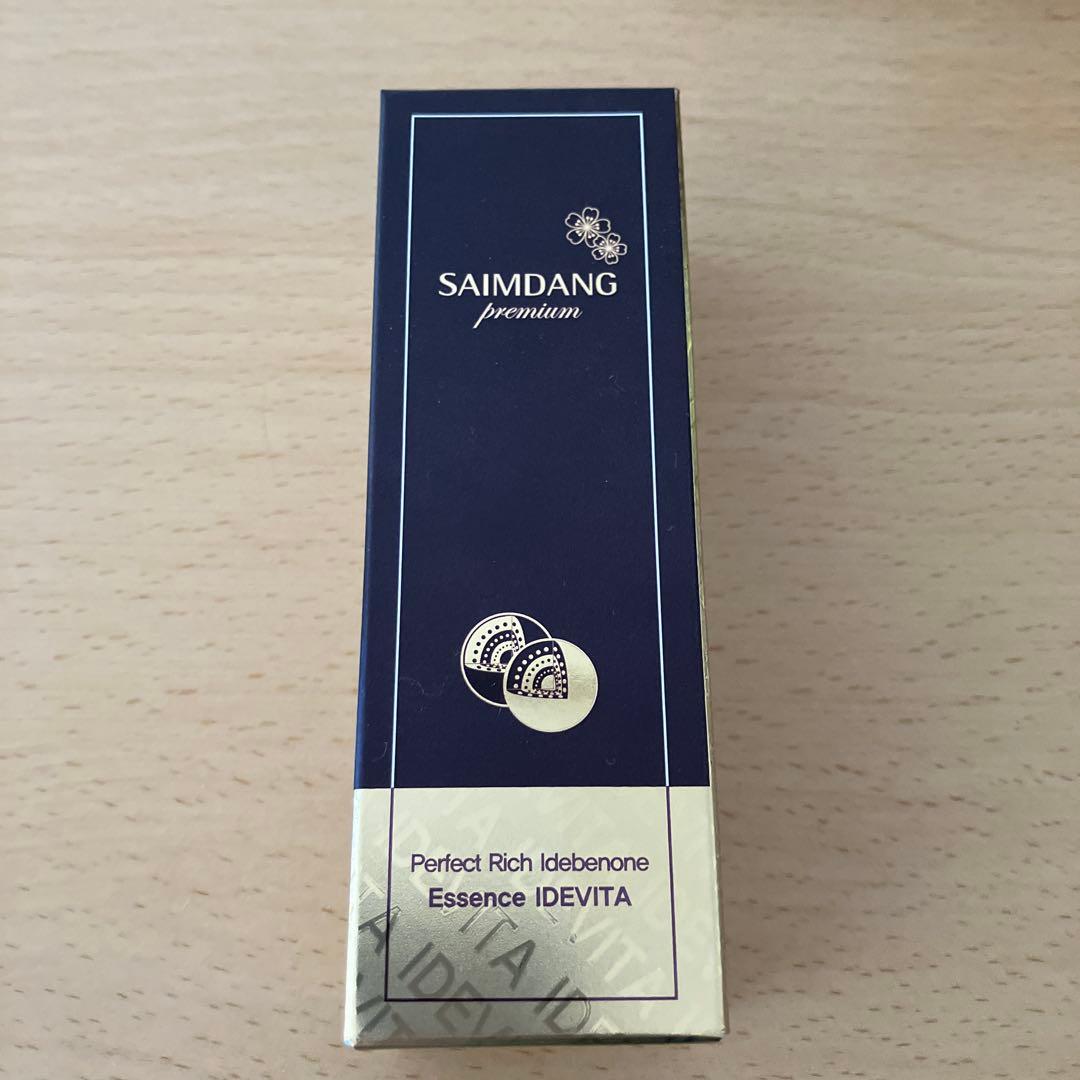 SAIMDANG
premium
Perfect Rich Idebenone
Essence IDEVITA